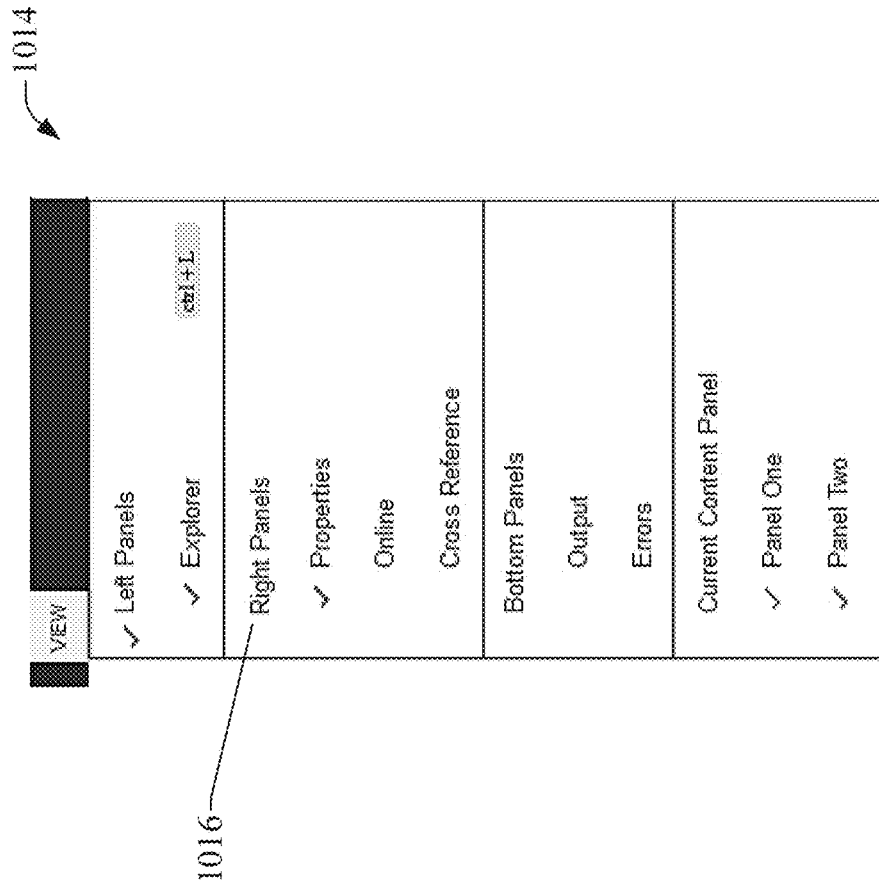 1014
VIEW
✓ Left Panels
✓ Explorer ctrl + L
1016
Right Panels
✓ Properties
Online
Cross Reference
Bottom Panels
Output
Errors
Current Content Panel
✓ Panel One
✓ Panel Two